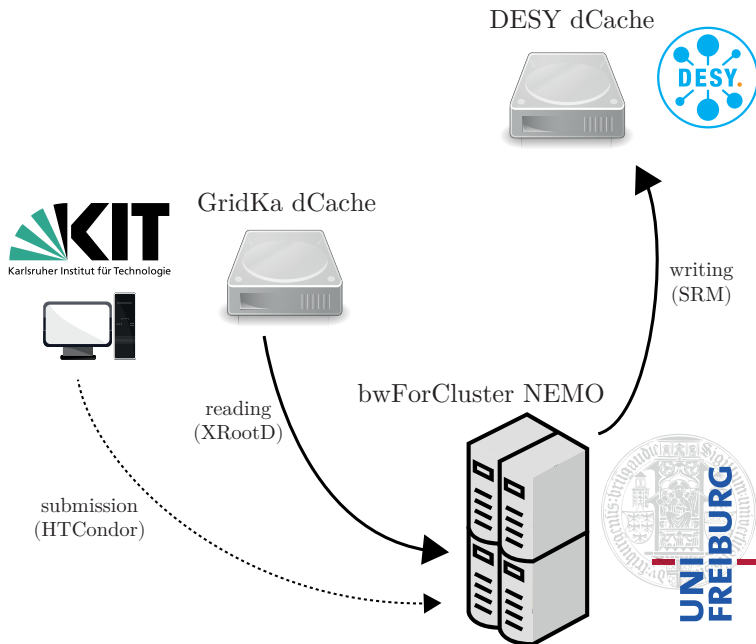 DESY dCache
DESY.
GridKa dCache
KIT
Karlsruher Institut für Technologie
writing
(SRM)
bwForCluster NEMO
reading
(XRootD)
submission
(HTCondor)
UNI
FREIBURG